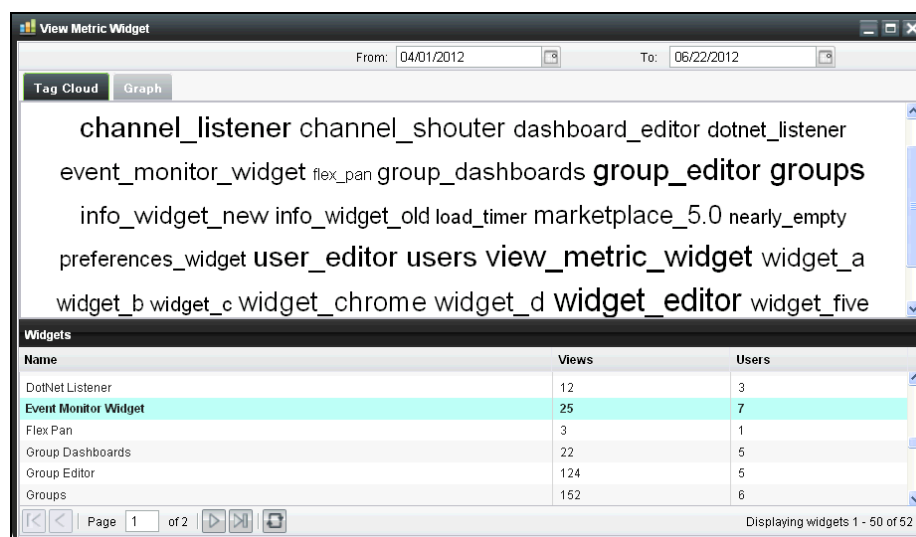 View Metric Widget
From: 04/01/2012 To: 06/22/2012
Tag Cloud Graph
channel_listener channel_shouter dashboard_editor dotnet_listener
event_monitor_widget flex_pan group_dashboards group_editor groups
info_widget_new info_widget_old load_timer marketplace_5.0 nearly_empty
preferences_widget user_editor users view_metric_widget widget_a
widget_b widget_c widget_chrome widget_d widget_editor widget_five
Widgets
Name Views Users
DotNet Listener 12 3
Event Monitor Widget 25 7
Flex Pan 3 1
Group Dashboards 22 5
Group Editor 124 5
Groups 152 6
Page 1 of 2 Displaying widgets 1 - 50 of 52